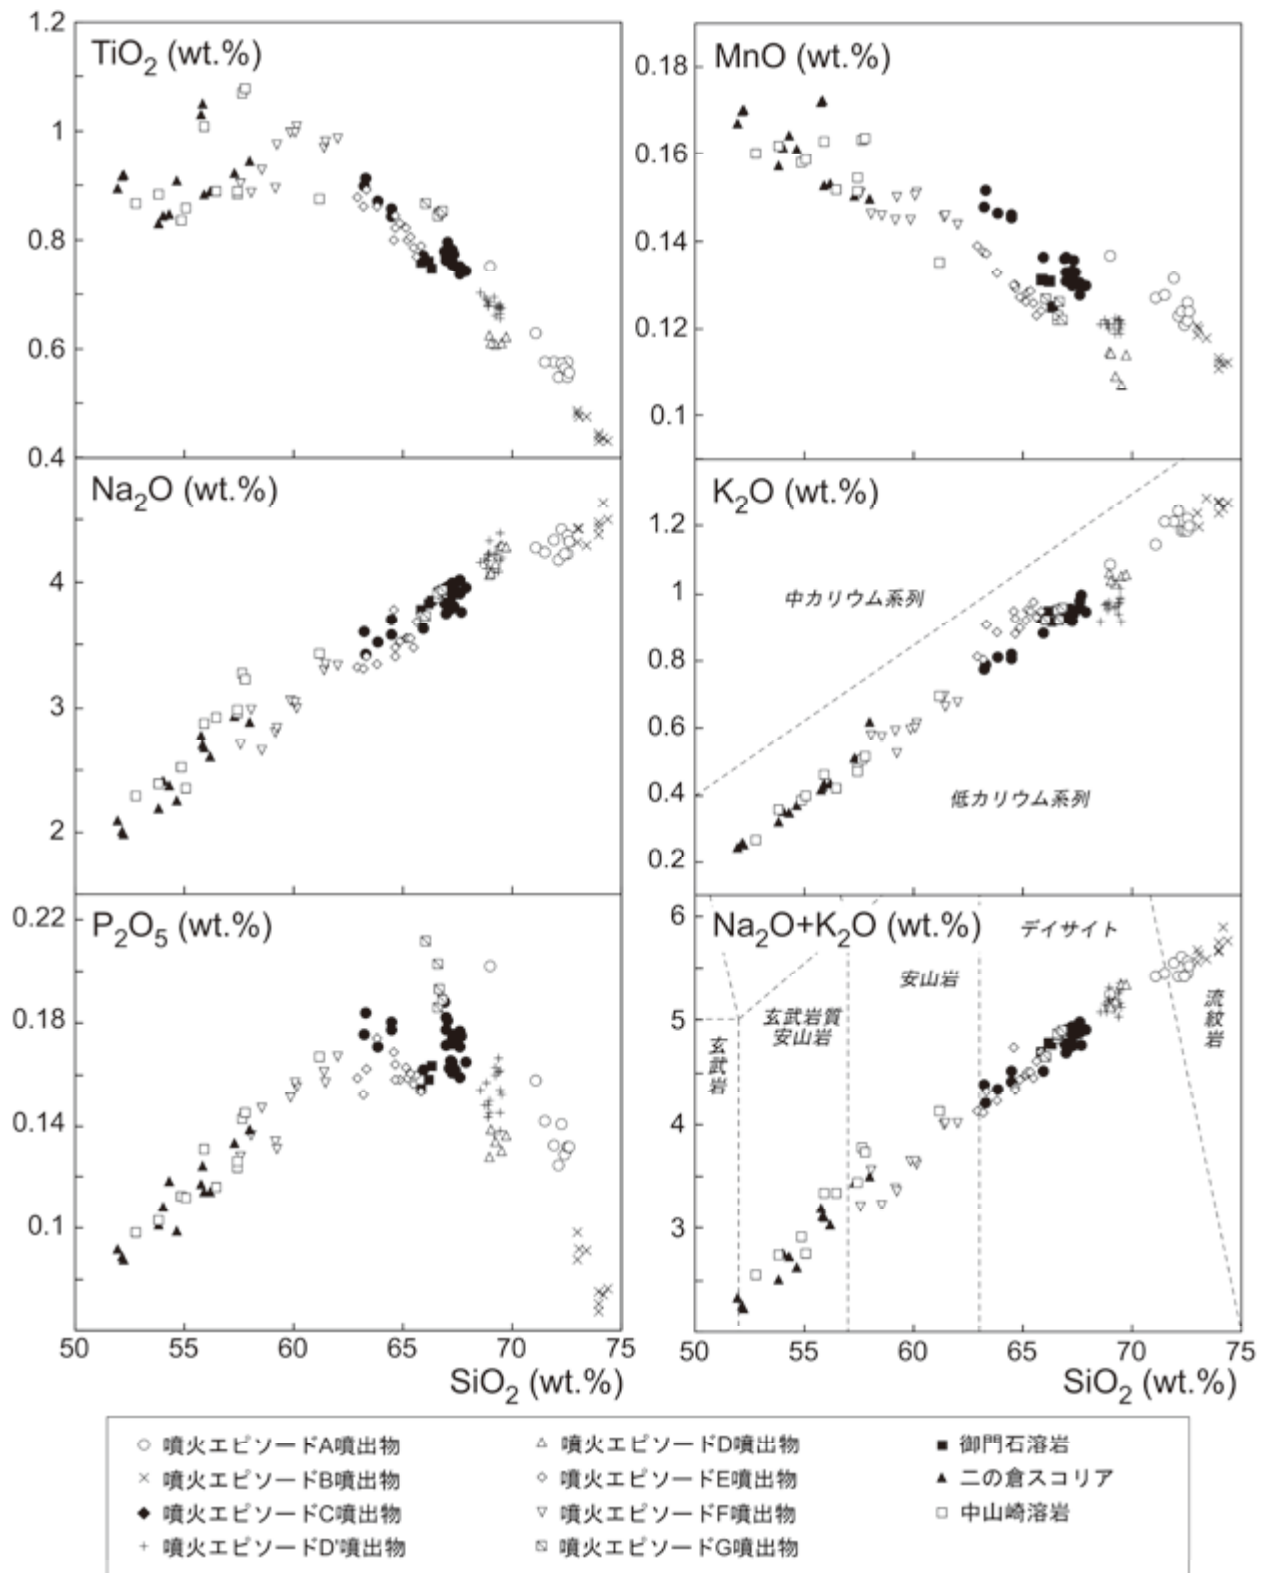 TiO2 (wt.%)
1.2
1
0.8
0.6
0.4
MnO (wt.%)
0.18
0.16
0.14
0.12
0.1
Na2O (wt.%)
4
3
2
K2O (wt.%)
1.2
1
0.8
0.6
0.4
0.2
中カリウム系列
低カリウム系列
P2O5 (wt.%)
0.22
0.18
0.14
0.1
50 55 60 65 70 75
SiO2 (wt.%)
Na2O+K2O (wt.%)
6
5
4
3
玄武岩
玄武岩質
安山岩
安山岩
デイサイト
流紋岩
50 55 60 65 70 75
SiO2 (wt.%)
噴火エピソードA噴出物
噴火エピソードB噴出物
噴火エピソードC噴出物
噴火エピソードD'噴出物
噴火エピソードD噴出物
噴火エピソードE噴出物
噴火エピソードF噴出物
噴火エピソードG噴出物
御門石溶岩
二の倉スコリア
中山崎溶岩